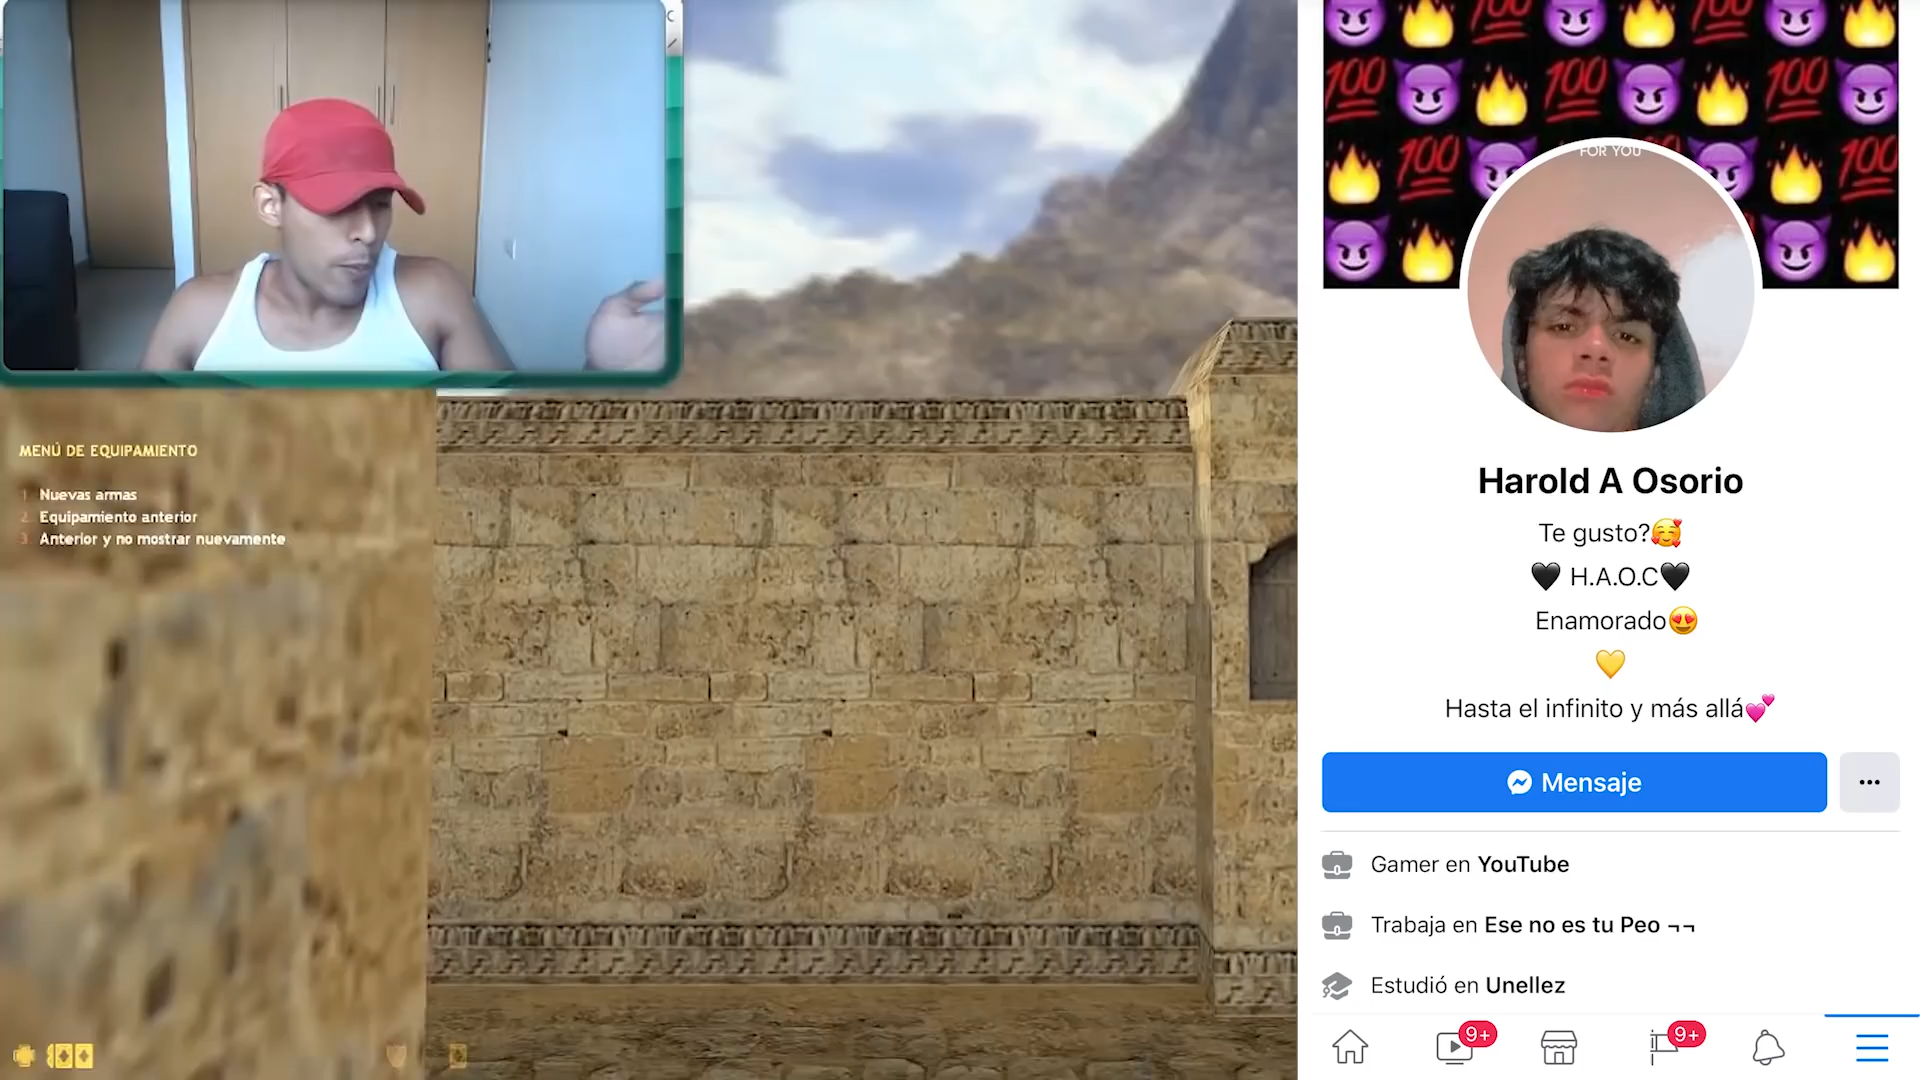 MENÚ DE EQUIPAMIENTO
1. Nuevas armas
2. Equipamiento anterior
3. Anterior y no mostrar nuevamente
100
FOR YOU
Harold A Osorio
Te gusto?🥰
🖤 H.A.O.C🖤
Enamorado😍
💛
Hasta el infinito y más allá💕
Mensaje
Gamer en YouTube
Trabaja en Ese no es tu Peo ¬¬
Estudió en Unellez
9+
9+